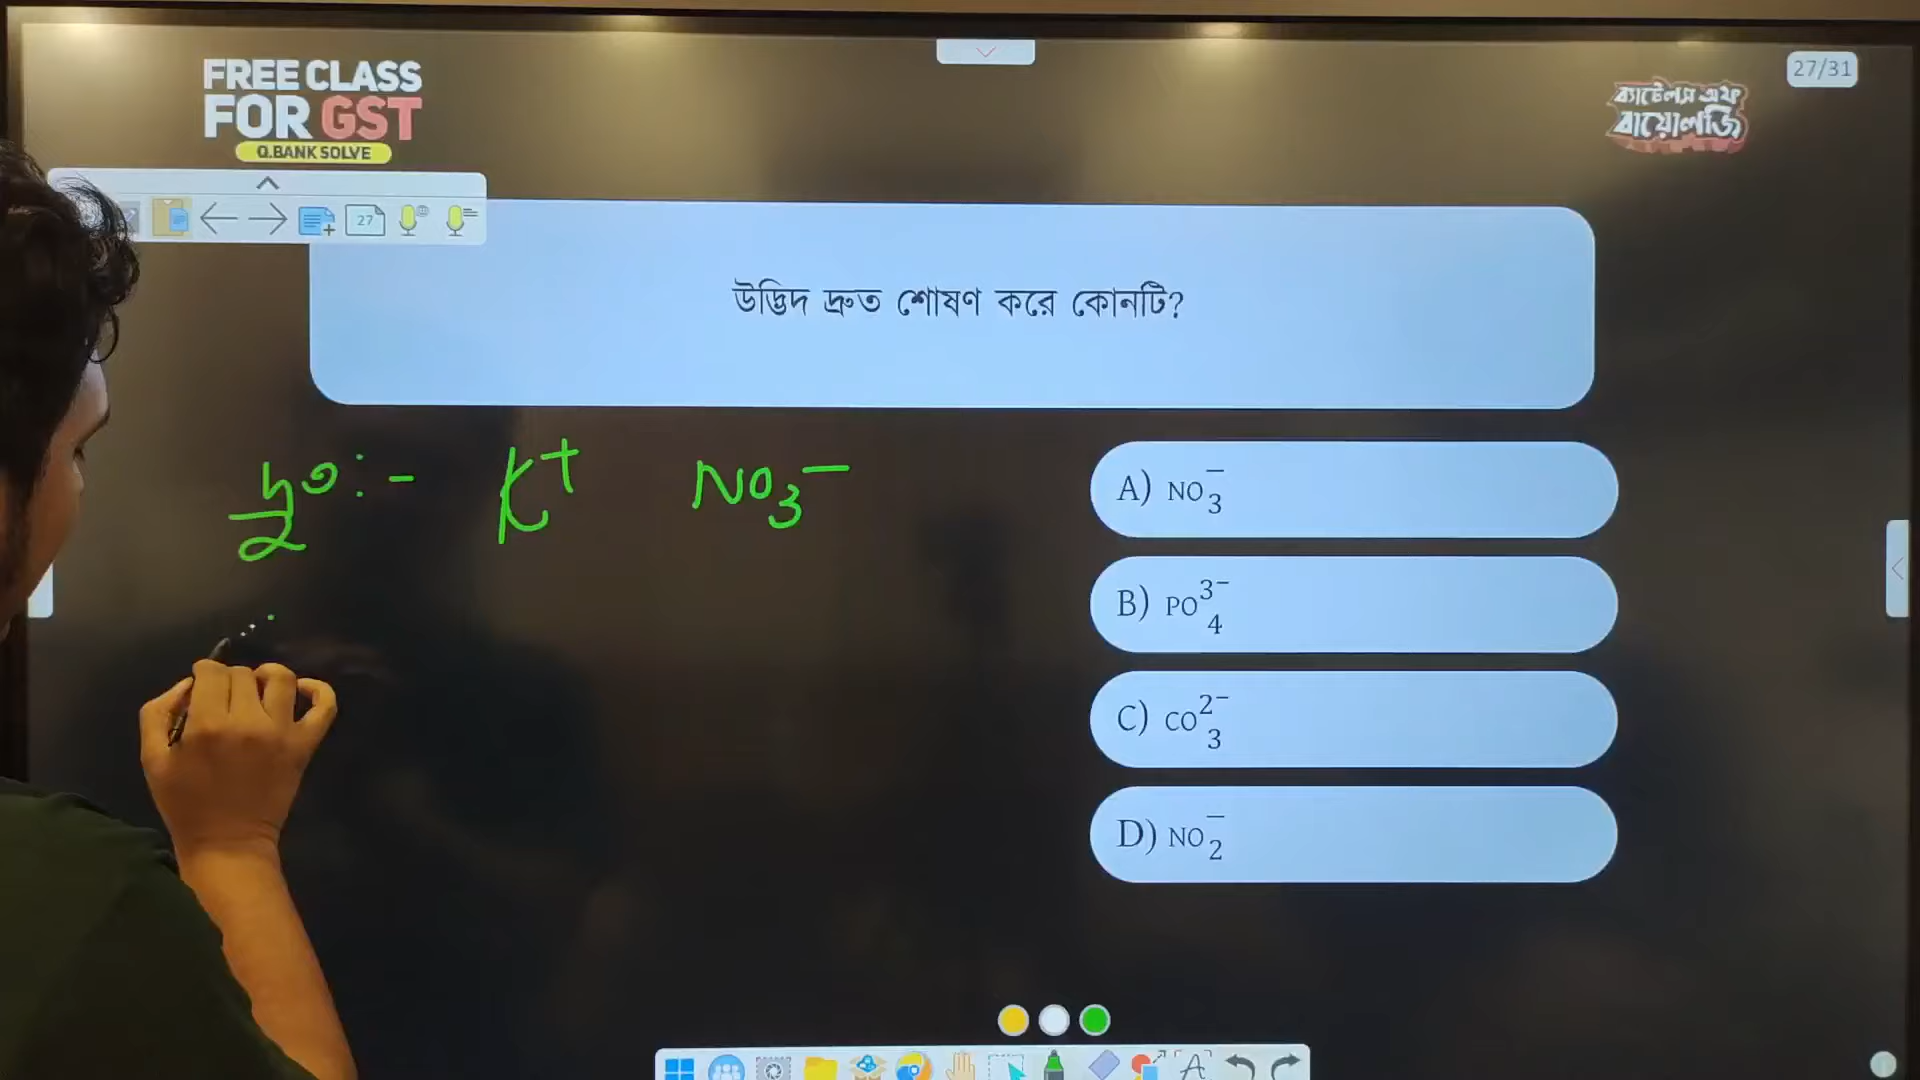 FREE CLASS
FOR GST
Q.BANK SOLVE
27/31
ব্যাটেলস অফ
বায়োলজি
27
উদ্ভিদ দ্রুত শোষণ করে কোনটি?
দ্রুত :- K⁺ NO₃⁻
A) NO₃⁻
B) PO₄³⁻
C) CO₃²⁻
D) NO₂⁻